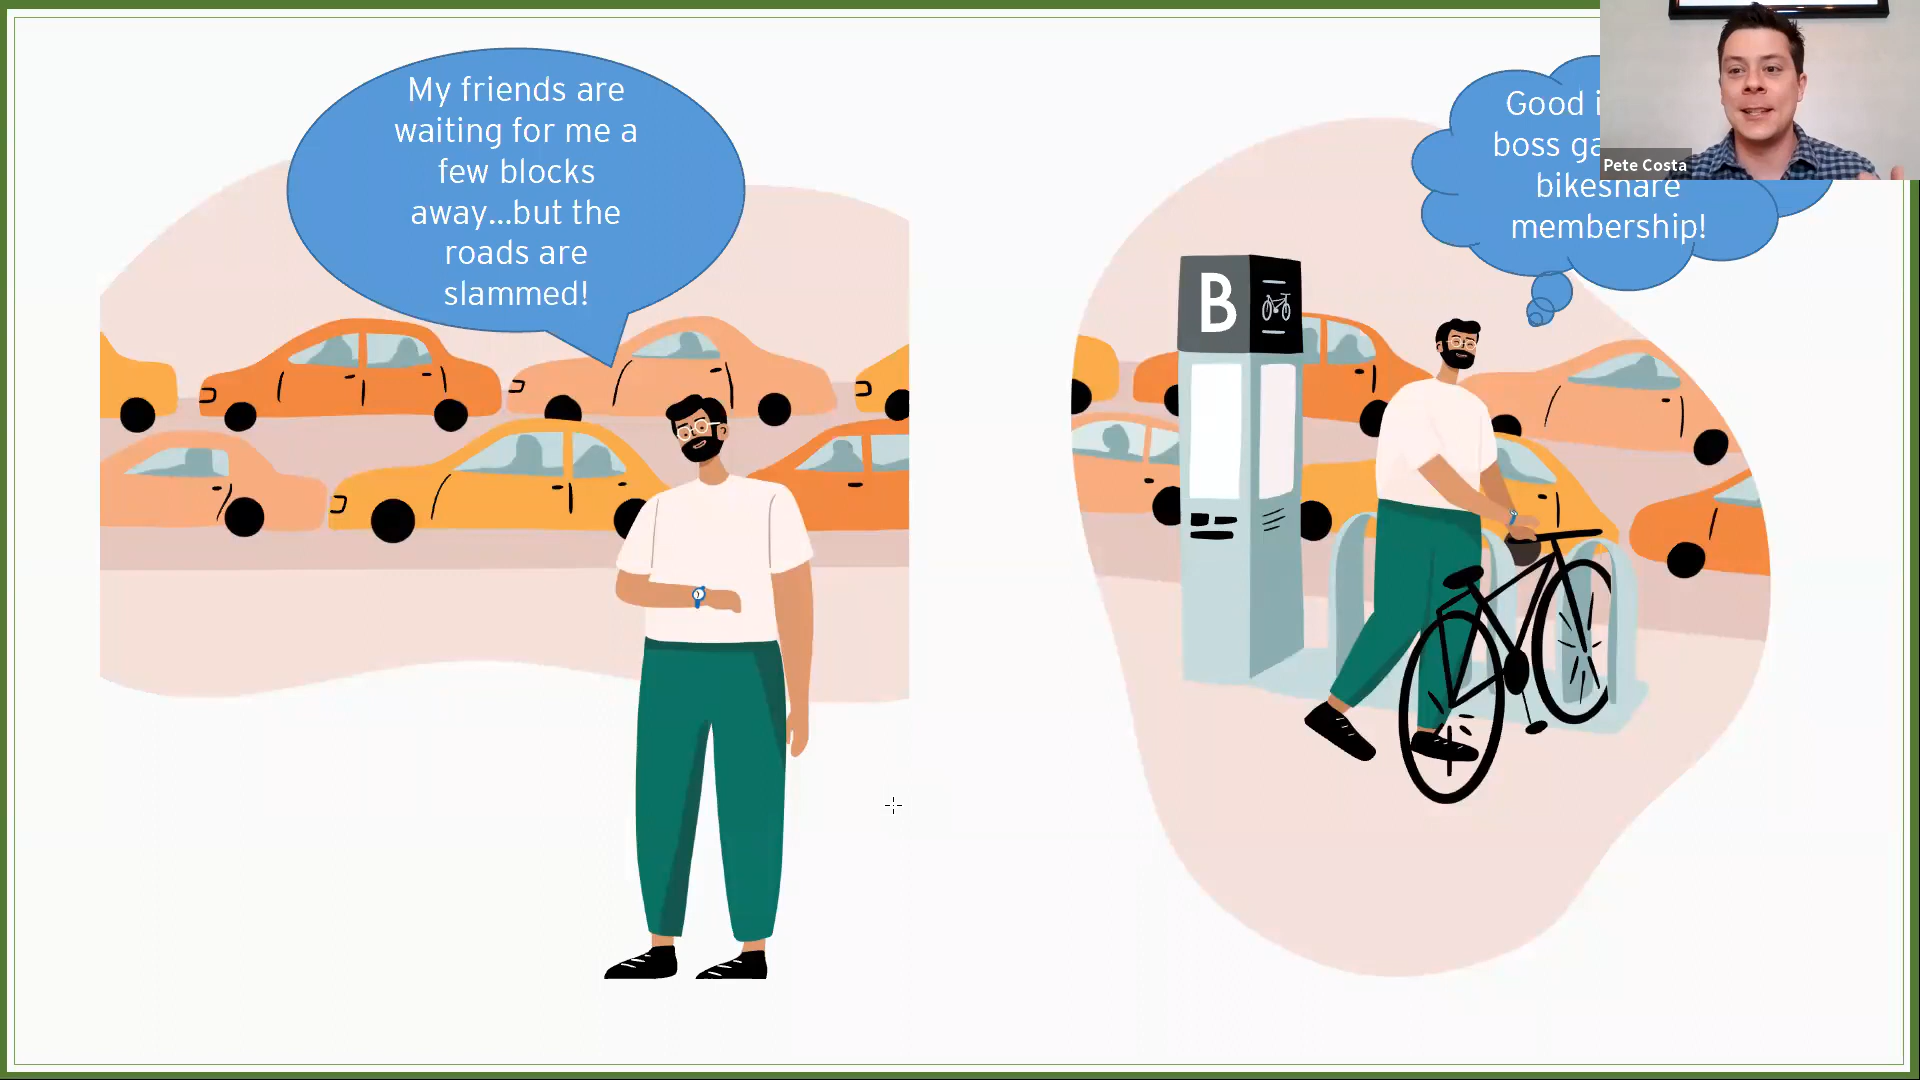 My friends are
waiting for me a
few blocks
away...but the
roads are
slammed!
Good
boss
bikeshare
membership!
Pete Costa
B